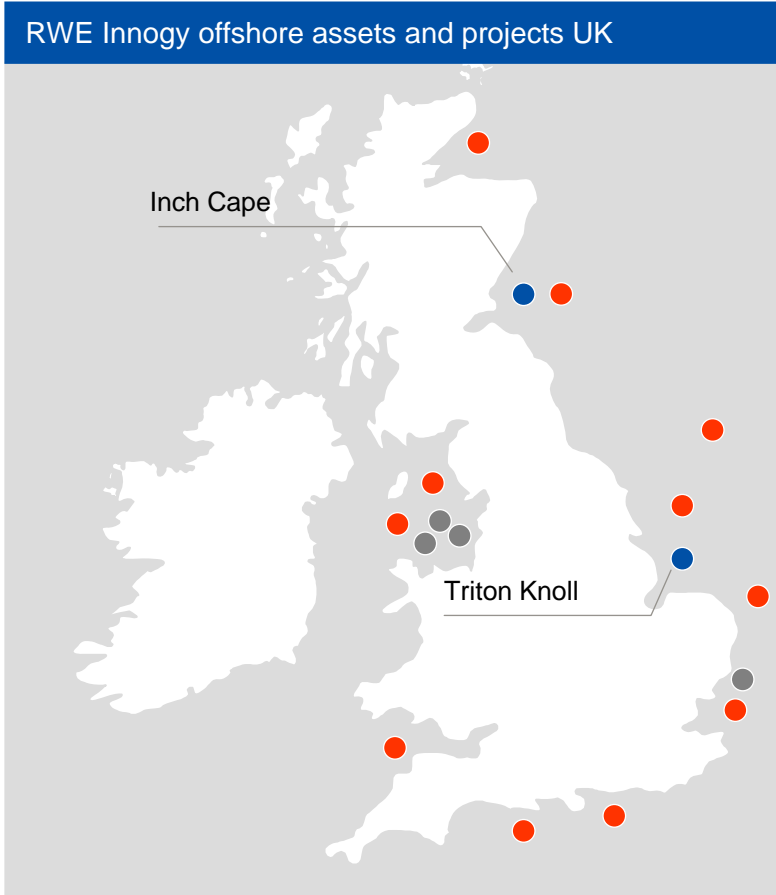 RWE Innogy offshore assets and projects UK
Inch Cape
Triton Knoll